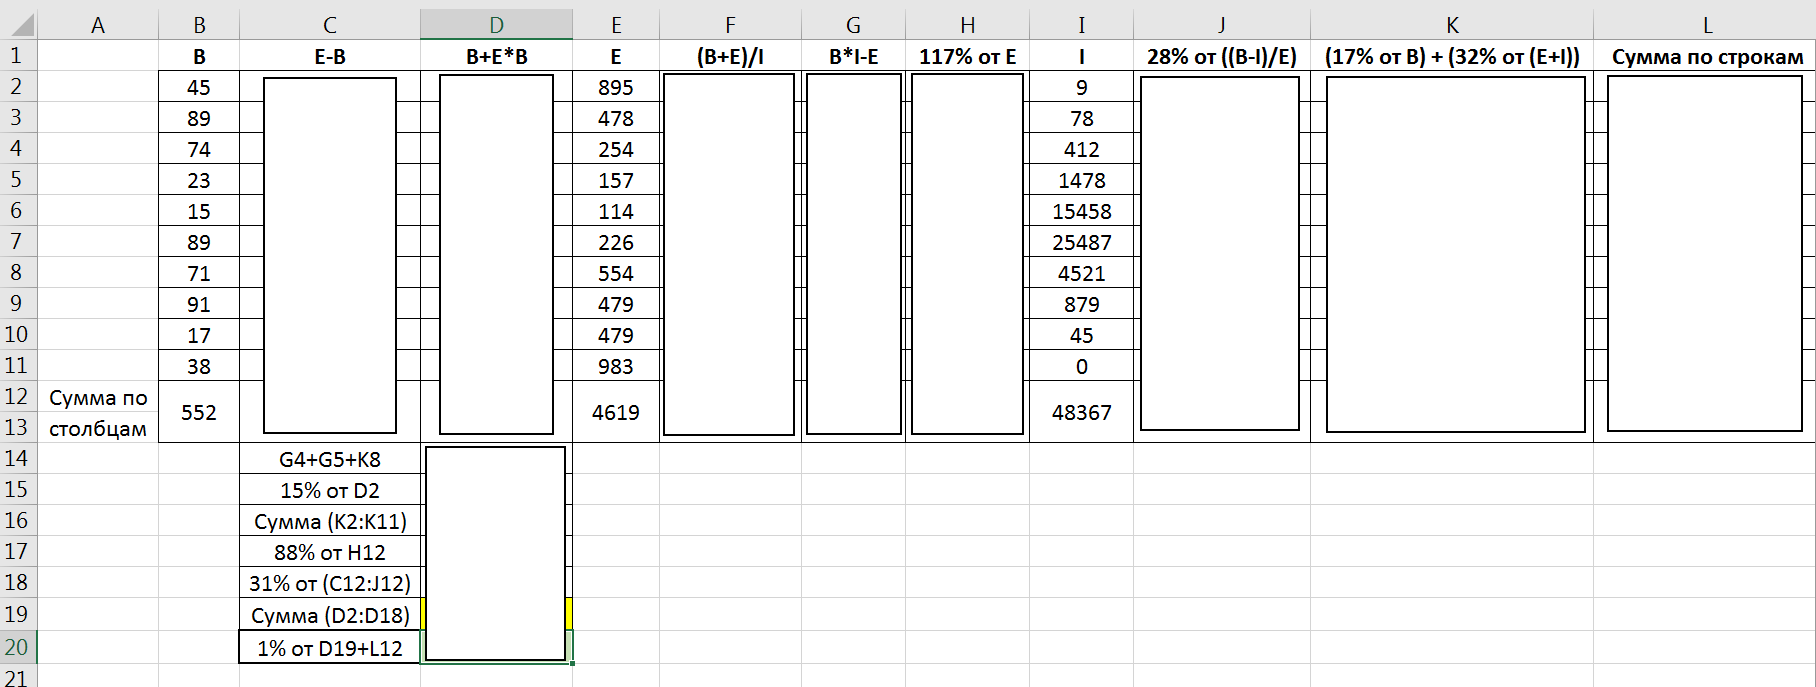 A B C D E F G H I J K L
1 B E-B B+E*B E (B+E)/I B*I-E 117% от E I 28% от ((B-I)/E) (17% от B) + (32% от (E+I)) Сумма по строкам
2 45 895 9
3 89 478 78
4 74 254 412
5 23 157 1478
6 15 114 15458
7 89 226 25487
8 71 554 4521
9 91 479 879
10 17 479 45
11 38 983 0
12 Сумма по 552 4619 48367
13 столбцам
14 G4+G5+K8
15 15% от D2
16 Сумма (K2:K11)
17 88% от H12
18 31% от (C12:J12)
19 Сумма (D2:D18)
20 1% от D19+L12
21